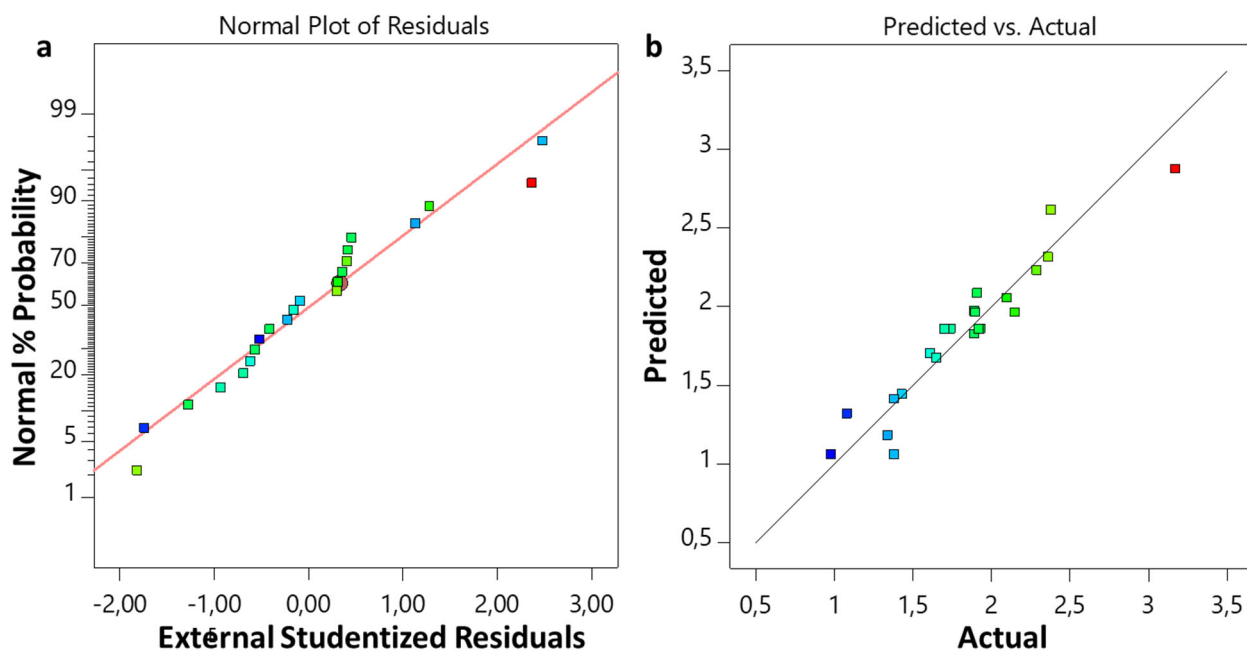 a
Normal Plot of Residuals
Normal % Probability
99
90
70
50
20
5
1
-2,00 -1,00 0,00 1,00 2,00 3,00
External Studentized Residuals
b
Predicted vs. Actual
Predicted
3,5
3
2,5
2
1,5
1
0,5
0,5 1 1,5 2 2,5 3 3,5
Actual